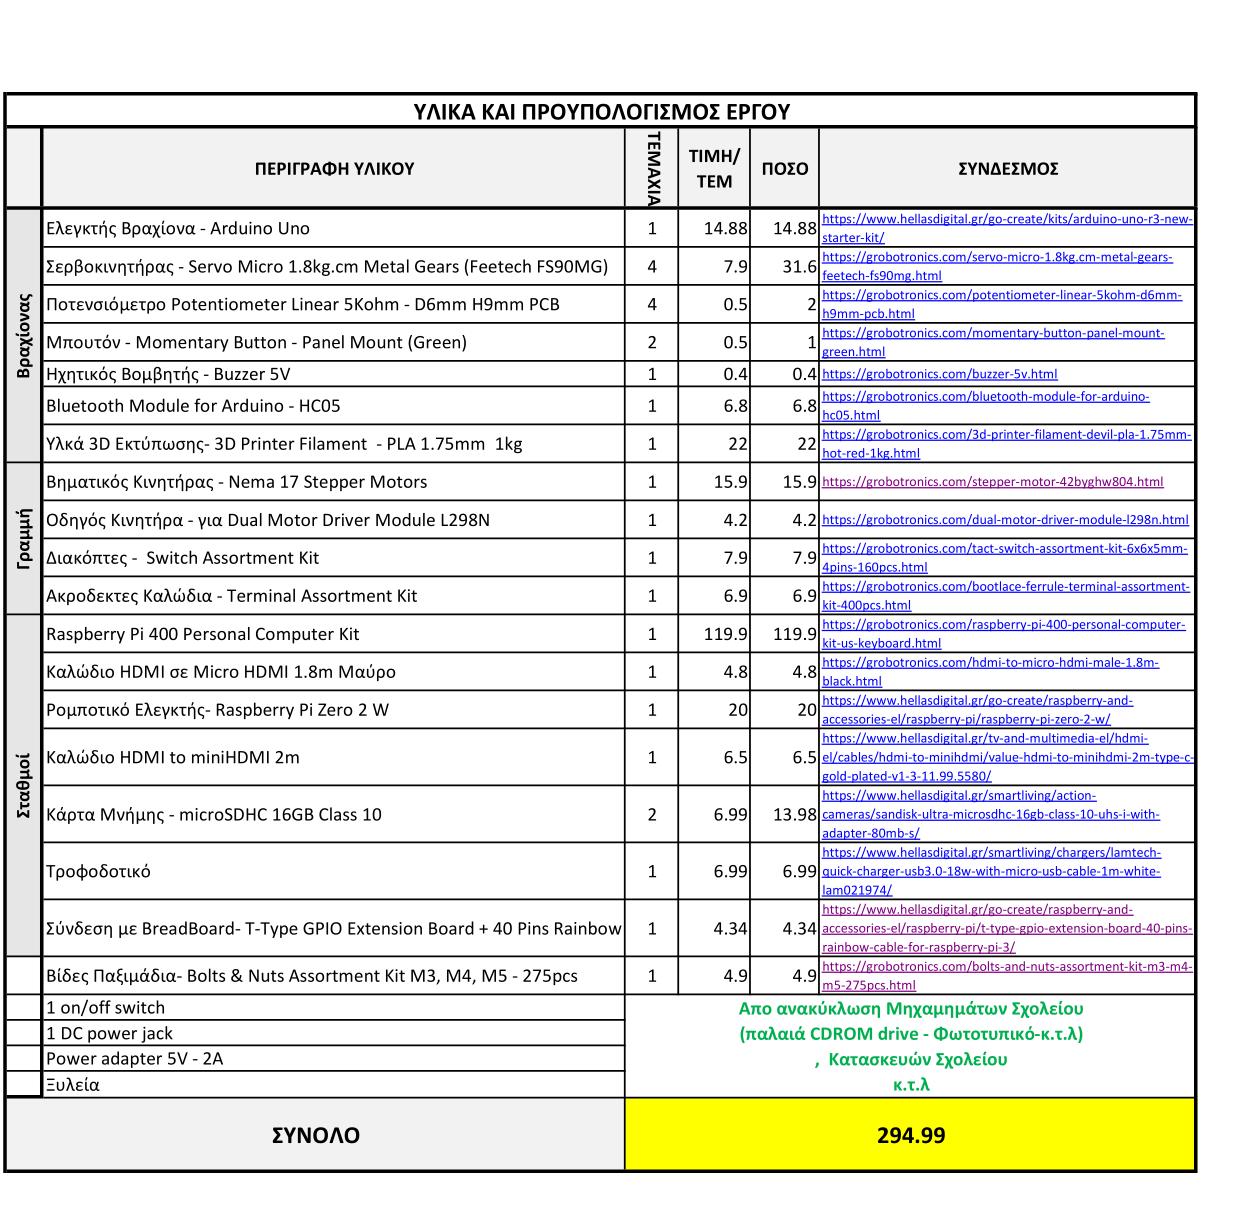 ΥΛΙΚΑ ΚΑΙ ΠΡΟΥΠΟΛΟΓΙΣΜΟΣ ΕΡΓΟΥ
ΠΕΡΙΓΡΑΦΗ ΥΛΙΚΟΥ ΤΕΜΑΧΙΑ ΤΙΜΗ/ ΤΕΜ ΠΟΣΟ ΣΥΝΔΕΣΜΟΣ
Βραχίονας
Ελεγκτής Βραχίονα - Arduino Uno 1 14.88 14.88 https://www.hellasdigital.gr/go-create/kits/arduino-uno-r3-new-
starter-kit/
Σερβοκινητήρας - Servo Micro 1.8kg.cm Metal Gears (Feetech FS90MG) 4 7.9 31.6 https://grobotronics.com/servo-micro-1.8kg.cm-metal-gears-
feetech-fs90mg.html
Ποτενσιόμετρο Potentiometer Linear 5Kohm - D6mm H9mm PCB 4 0.5 2 https://grobotronics.com/potentiometer-linear-5kohm-d6mm-
h9mm-pcb.html
Μπουτόν - Momentary Button - Panel Mount (Green) 2 0.5 1 https://grobotronics.com/momentary-button-panel-mount-
green.html
Ηχητικός Βομβητής - Buzzer 5V 1 0.4 0.4 https://grobotronics.com/buzzer-5v.html
Bluetooth Module for Arduino - HC05 1 6.8 6.8 https://grobotronics.com/bluetooth-module-for-arduino-
hc05.html
Υλκά 3D Εκτύπωσης- 3D Printer Filament - PLA 1.75mm 1kg 1 22 22 https://grobotronics.com/3d-printer-filament-devil-pla-1.75mm-
hot-red-1kg.html
Γραμμή
Βηματικός Κινητήρας - Nema 17 Stepper Motors 1 15.9 15.9 https://grobotronics.com/stepper-motor-42byghw804.html
Οδηγός Κινητήρα - για Dual Motor Driver Module L298N 1 4.2 4.2 https://grobotronics.com/dual-motor-driver-module-l298n.html
Διακόπτες - Switch Assortment Kit 1 7.9 7.9 https://grobotronics.com/tact-switch-assortment-kit-6x6x5mm-
4pins-160pcs.html
Ακροδεκτες Καλώδια - Terminal Assortment Kit 1 6.9 6.9 https://grobotronics.com/bootlace-ferrule-terminal-assortment-
kit-400pcs.html
Σταθμοί
Raspberry Pi 400 Personal Computer Kit 1 119.9 119.9 https://grobotronics.com/raspberry-pi-400-personal-computer-
kit-us-keyboard.html
Καλώδιο HDMI σε Micro HDMI 1.8m Μαύρο 1 4.8 4.8 https://grobotronics.com/hdmi-to-micro-hdmi-male-1.8m-
black.html
Ρομποτικό Ελεγκτής- Raspberry Pi Zero 2 W 1 20 20 https://www.hellasdigital.gr/go-create/raspberry-and-
accessories-el/raspberry-pi/raspberry-pi-zero-2-w/
Καλώδιο HDMI to miniHDMI 2m 1 6.5 6.5 https://www.hellasdigital.gr/tv-and-multimedia-el/hdmi-
el/cables/hdmi-to-minihdmi/value-hdmi-to-minihdmi-2m-type-c-
gold-plated-v1-3-11.99.5580/
Κάρτα Μνήμης - microSDHC 16GB Class 10 2 6.99 13.98 https://www.hellasdigital.gr/smartliving/action-
cameras/sandisk-ultra-microsdhc-16gb-class-10-uhs-i-with-
adapter-80mb-s/
Τροφοδοτικό 1 6.99 6.99 https://www.hellasdigital.gr/smartliving/chargers/lamtech-
quick-charger-usb3.0-18w-with-micro-usb-cable-1m-white-
lam021974/
Σύνδεση με BreadBoard- T-Type GPIO Extension Board + 40 Pins Rainbow 1 4.34 4.34 https://www.hellasdigital.gr/go-create/raspberry-and-
accessories-el/raspberry-pi/t-type-gpio-extension-board-40-pins-
rainbow-cable-for-raspberry-pi-3/
Βίδες Παξιμάδια- Bolts & Nuts Assortment Kit M3, M4, M5 - 275pcs 1 4.9 4.9 https://grobotronics.com/bolts-and-nuts-assortment-kit-m3-m4-
m5-275pcs.html
1 on/off switch Απο ανακύκλωση Μηχαμημάτων Σχολείου
1 DC power jack (παλαιά CDROM drive - Φωτοτυπικό-κ.τ.λ)
Power adapter 5V - 2A , Κατασκευών Σχολείου
Ξυλεία κ.τ.λ
ΣΥΝΟΛΟ 294.99